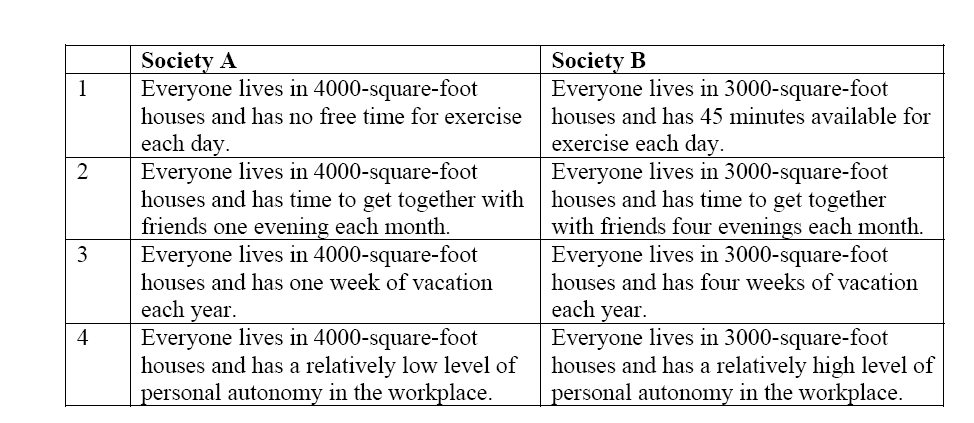 Society A Society B
1 Everyone lives in 4000-square-foot Everyone lives in 3000-square-foot
houses and has no free time for exercise houses and has 45 minutes available for
each day. exercise each day.
2 Everyone lives in 4000-square-foot Everyone lives in 3000-square-foot
houses and has time to get together with houses and has time to get together
friends one evening each month. with friends four evenings each month.
3 Everyone lives in 4000-square-foot Everyone lives in 3000-square-foot
houses and has one week of vacation houses and has four weeks of vacation
each year. each year.
4 Everyone lives in 4000-square-foot Everyone lives in 3000-square-foot
houses and has a relatively low level of houses and has a relatively high level of
personal autonomy in the workplace. personal autonomy in the workplace.